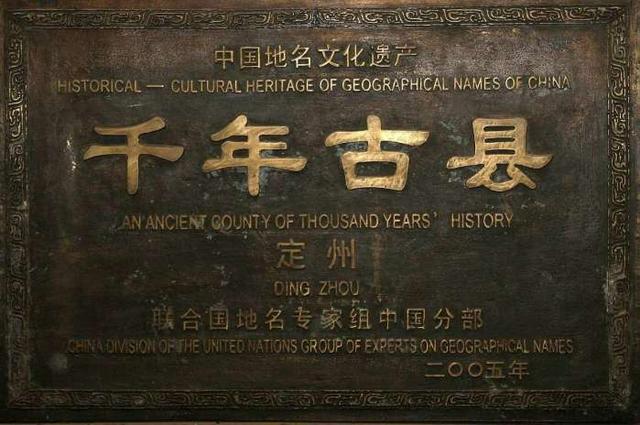 中国地名文化遗产
HISTORICAL — CULTURAL HERITAGE OF GEOGRAPHICAL NAMES OF CHINA
千年古县
AN ANCIENT COUNTY OF THOUSAND YEARS' HISTORY
定州
DING ZHOU
联合国地名专家组中国分部
CHINA DIVISION OF THE UNITED NATIONS GROUP OF EXPERTS ON GEOGRAPHICAL NAMES
二〇〇五年